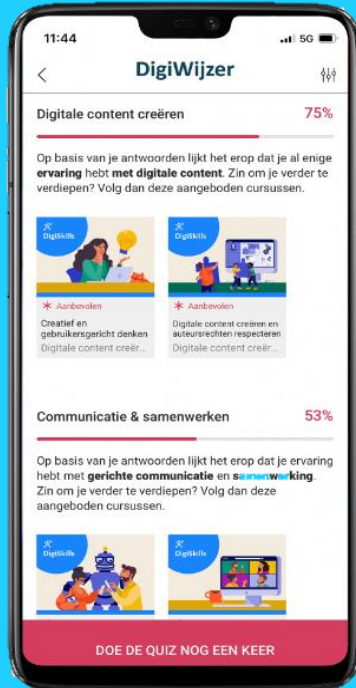 11:44
5G
DigiWijzer
Digitale content creëren 75%
Op basis van je antwoorden lijkt het erop dat je al enige
ervaring hebt met digitale content. Zin om je verder te
verdiepen? Volg dan deze aangeboden cursussen.
DigiSkills
DigiSkills
Aanbevolen
Creatief en
gebruikersgericht denken
Digitale content creër...
Aanbevolen
Digitale content creëren en
auteursrechten respecteren
Digitale content creër...
Communicatie & samenwerken 53%
Op basis van je antwoorden lijkt het erop dat je ervaring
hebt met gerichte communicatie en samenwerking.
Zin om je verder te verdiepen? Volg dan deze
aangeboden cursussen.
DigiSkills
DigiSkills
DOE DE QUIZ NOG EEN KEER